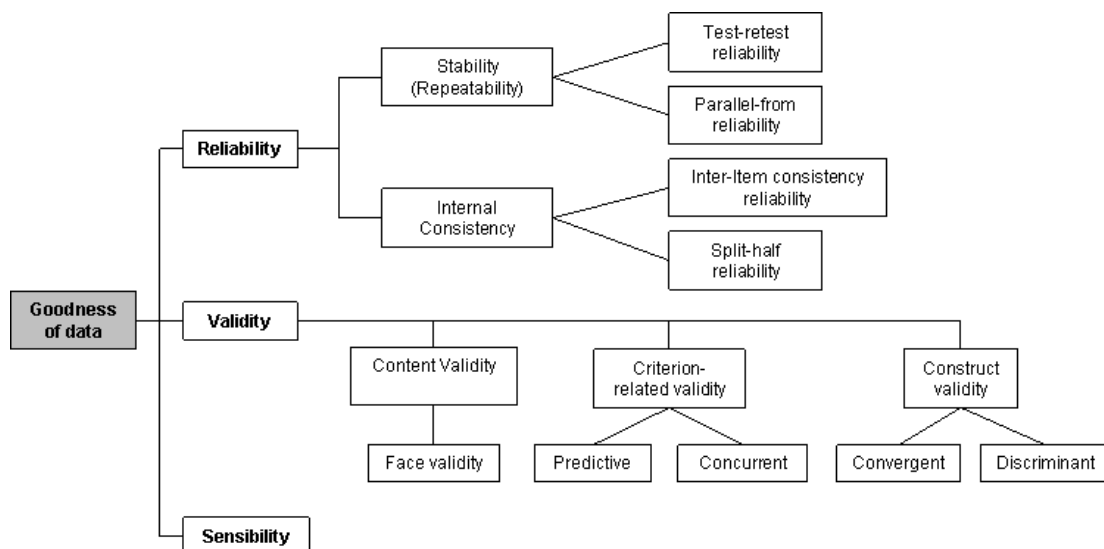 Test-retest
reliability
Stability
(Repeatability)
Parallel-from
reliability
Reliability
Inter-Item consistency
reliability
Internal
Consistency
Split-half
reliability
Goodness
of data
Validity
Content Validity
Criterion-
related validity
Construct
validity
Face validity
Predictive
Concurrent
Convergent
Discriminant
Sensibility